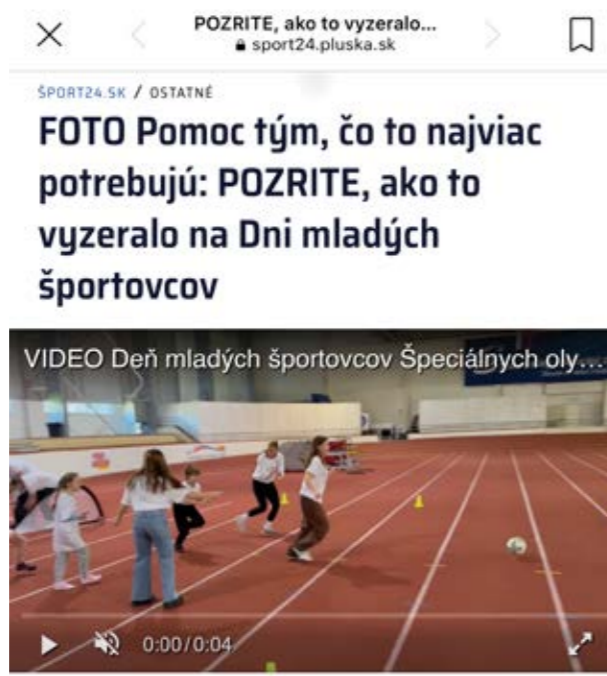 POZRITE, ako to vyzeralo...
sport24.pluska.sk
ŠPORT24.SK / OSTATNÉ
FOTO Pomoc tým, čo to najviac
potrebujú: POZRITE, ako to
vyzeralo na Dni mladých
športovcov
VIDEO Deň mladých športovcov Špeciálnych oly...
0:00/0:04